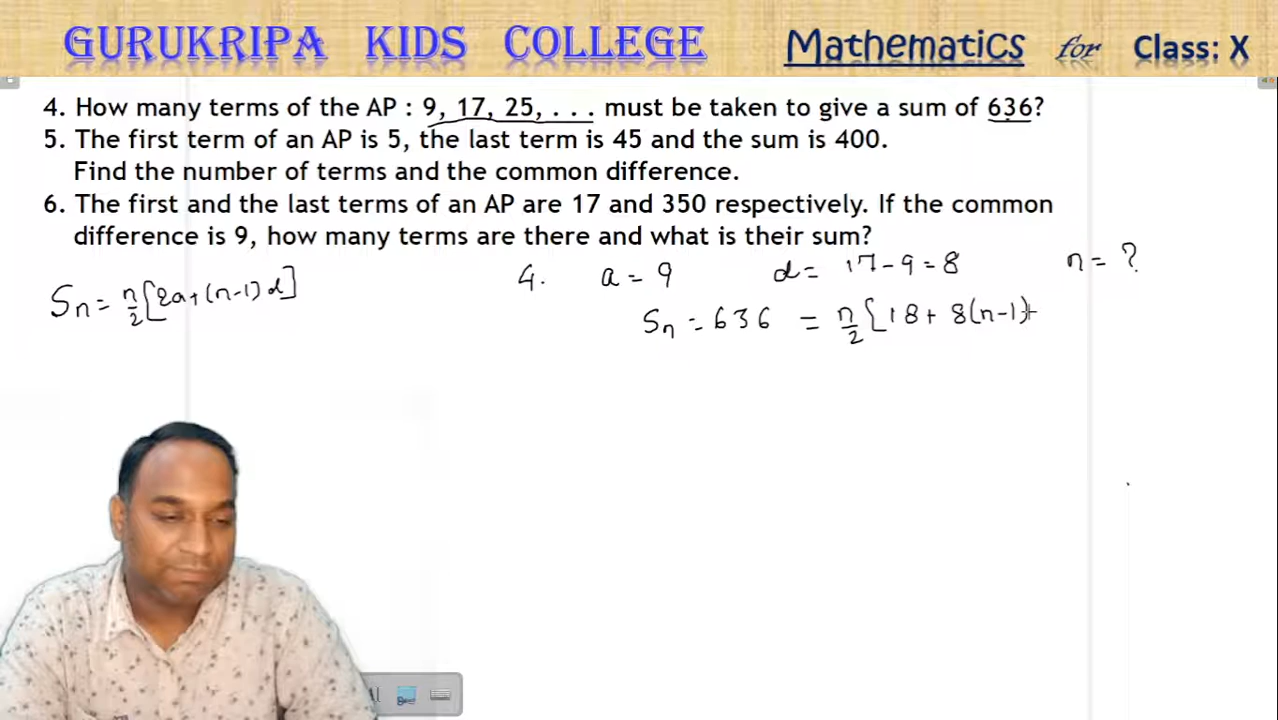 GURUKRIPA KIDS COLLEGE Mathematics for Class: X
4. How many terms of the AP : 9, 17, 25, . . . must be taken to give a sum of 636?
5. The first term of an AP is 5, the last term is 45 and the sum is 400.
Find the number of terms and the common difference.
6. The first and the last terms of an AP are 17 and 350 respectively. If the common
difference is 9, how many terms are there and what is their sum?
4. a = 9 d = 17-9 = 8 n = ?
Sn = n/2 [2a+(n-1)d]
Sn = 636 = n/2 [18+ 8(n-1)